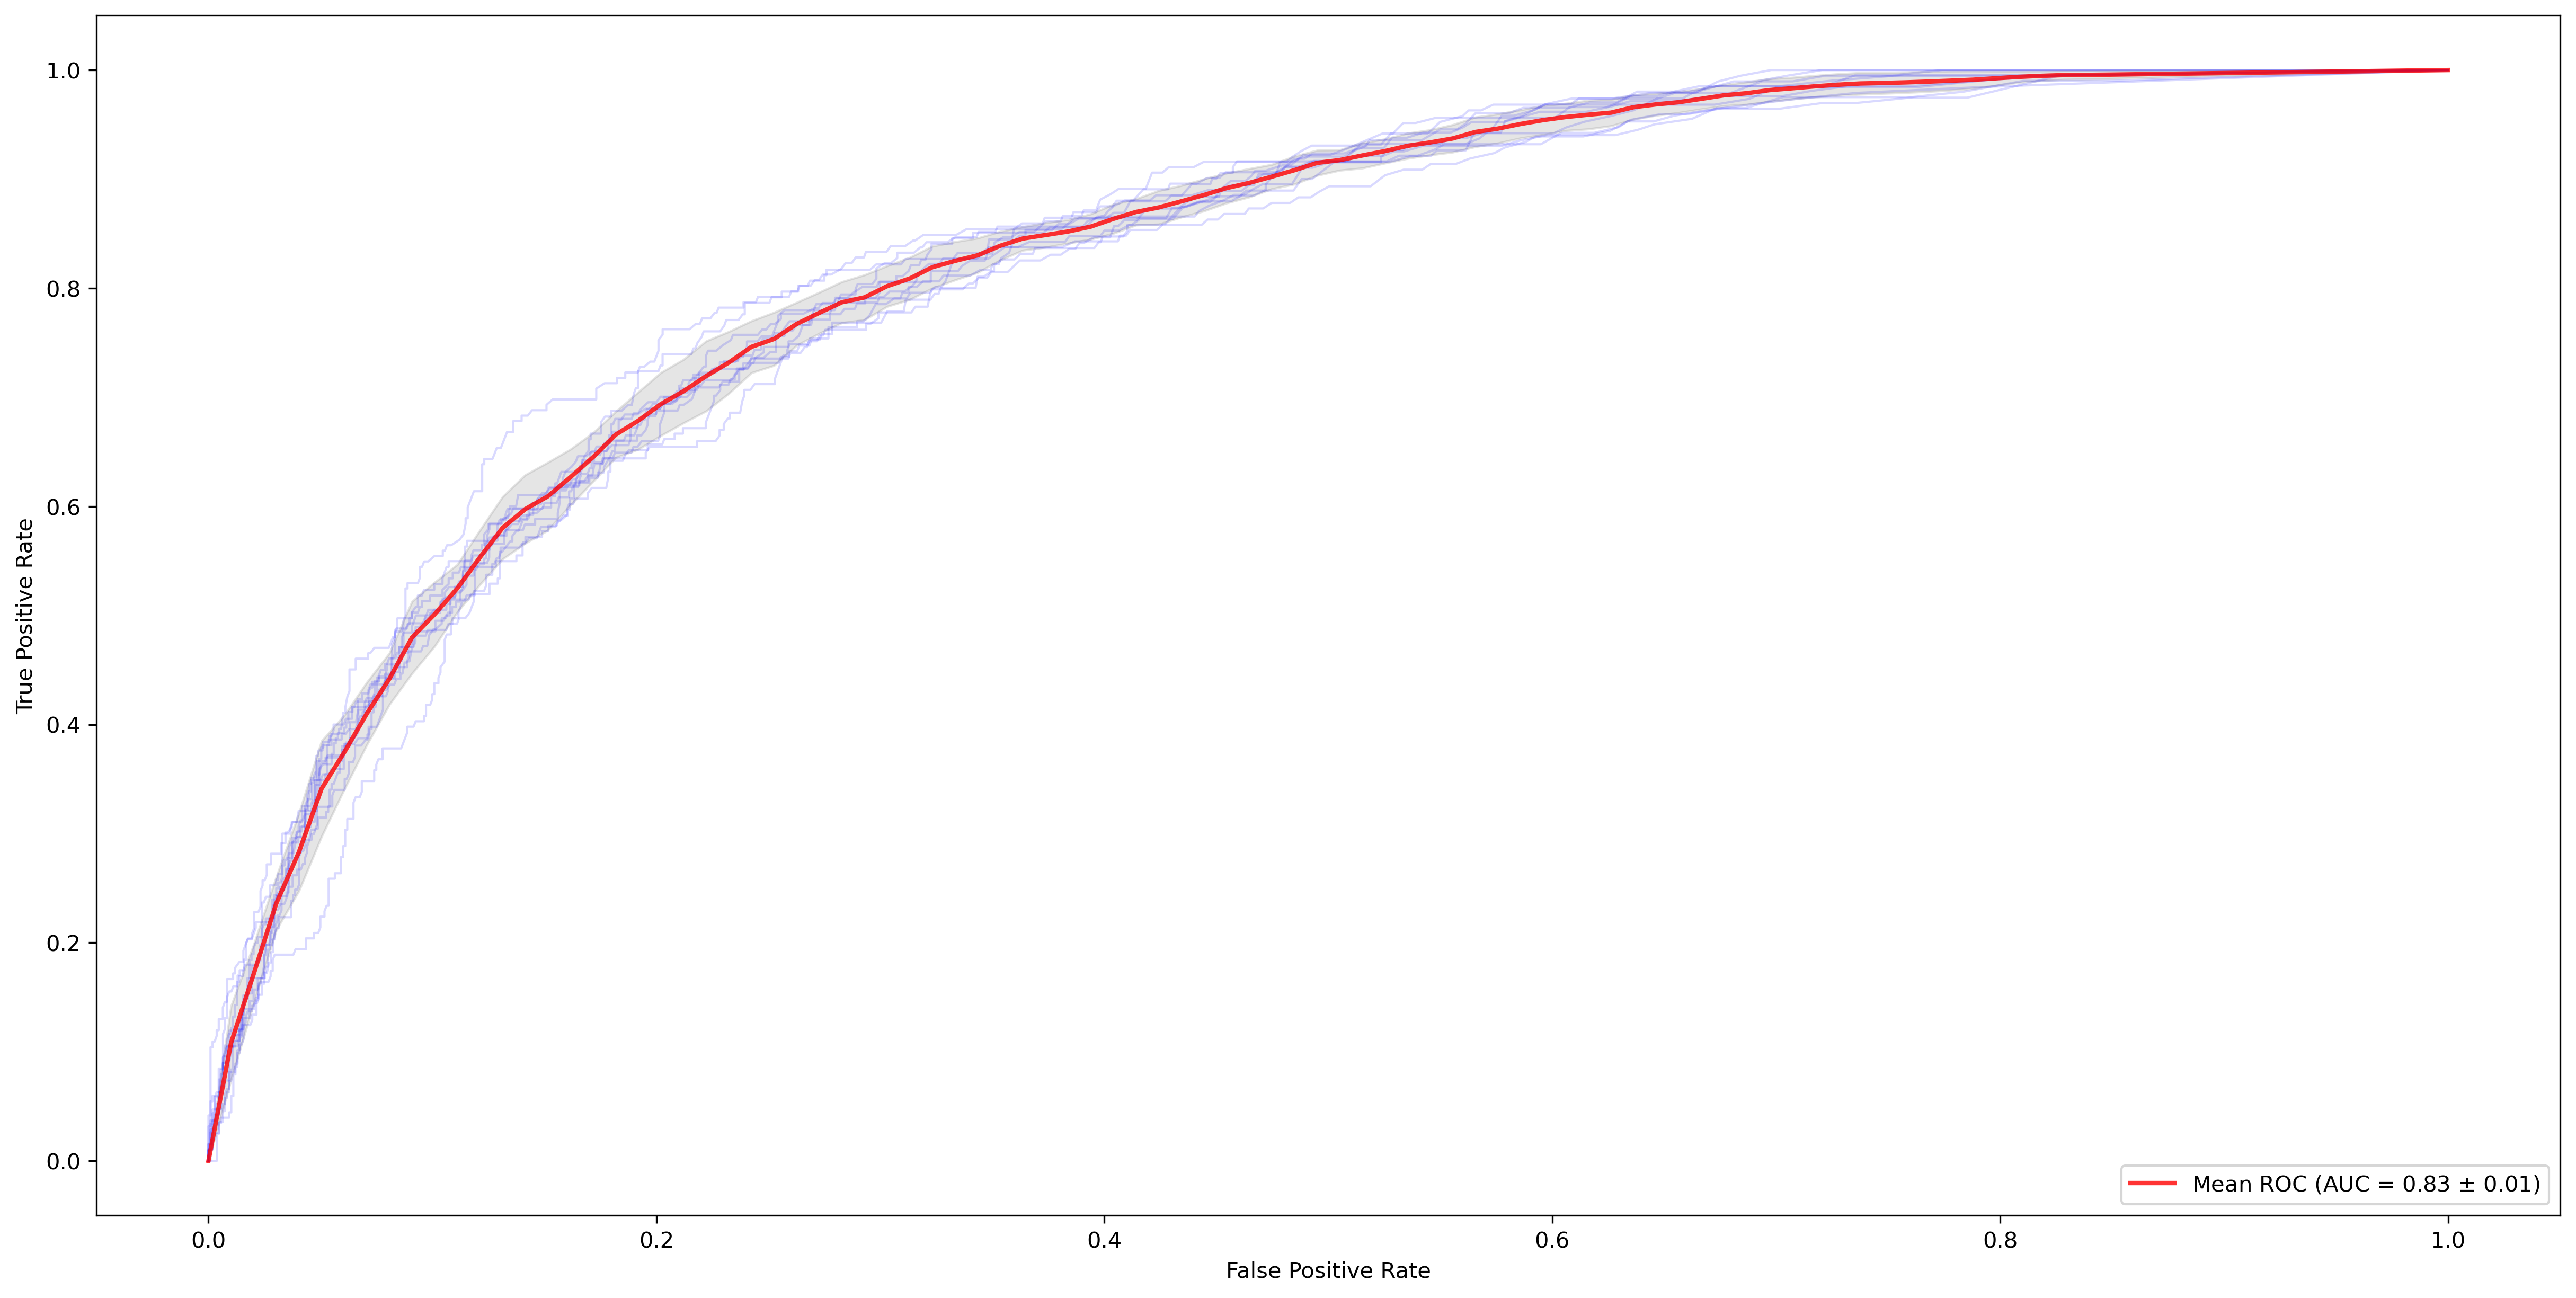 1.0
0.8
0.6
0.4
0.2
0.0
True Positive Rate
Mean ROC (AUC = 0.83 ± 0.01)
0.0 0.2 0.4 0.6 0.8 1.0
False Positive Rate